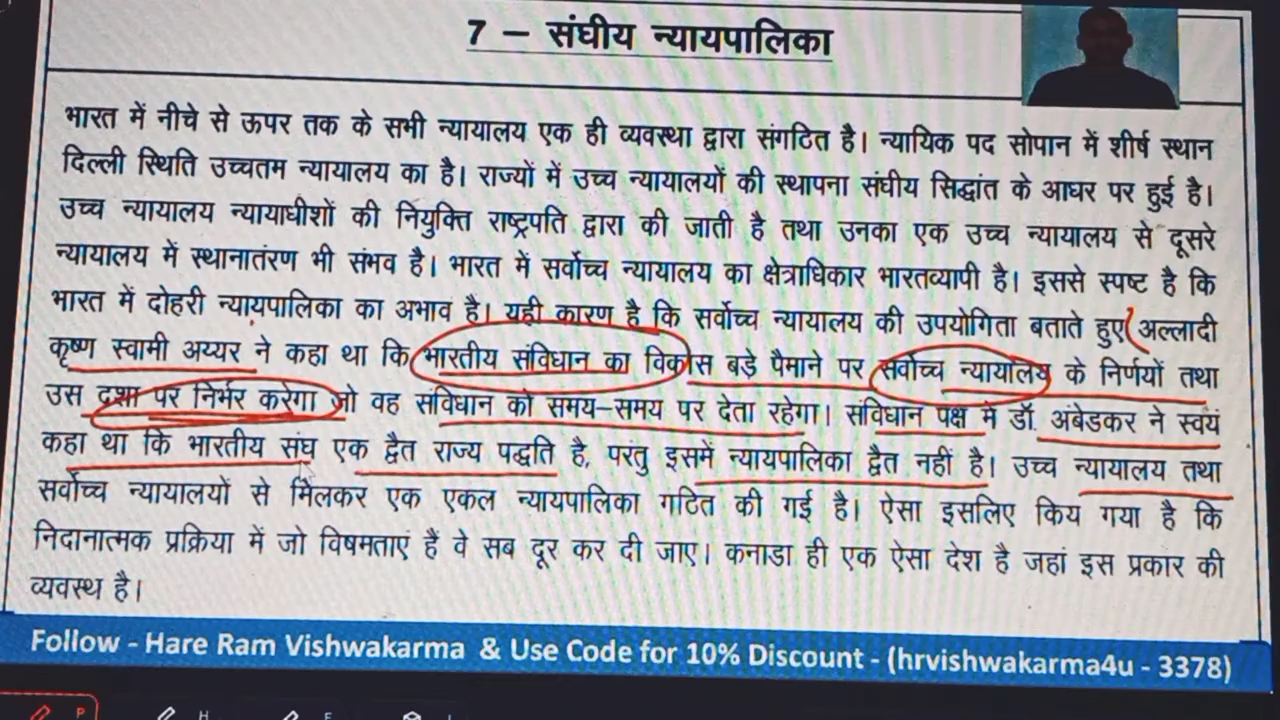 7 – संघीय न्यायपालिका
भारत में नीचे से ऊपर तक के सभी न्यायालय एक ही व्यवस्था द्वारा संगटित है। न्यायिक पद सोपान में शीर्ष स्थान
दिल्ली स्थिति उच्चतम न्यायालय का है। राज्यों में उच्च न्यायालयों की स्थापना संघीय सिद्धांत के आधर पर हुई है।
उच्च न्यायालय न्यायाधीशों की नियुक्ति राष्ट्रपति द्वारा की जाती है तथा उनका एक उच्च न्यायालय से दूसरे
न्यायालय में स्थानातंरण भी संभव है। भारत में सर्वोच्च न्यायालय का क्षेत्राधिकार भारतव्यापी है। इससे स्पष्ट है कि
भारत में दोहरी न्यायपालिका का अभाव है। यही कारण है कि सर्वोच्च न्यायालय की उपयोगिता बताते हुए अल्लादी
कृष्ण स्वामी अय्यर ने कहा था कि भारतीय संविधान का विकास बड़े पैमाने पर सर्वोच्च न्यायालय के निर्णयों तथा
उस दशा पर निर्भर करेगा जो वह संविधान को समय-समय पर देता रहेगा। संविधान पक्ष में डॉ. अंबेडकर ने स्वयं
कहा था कि भारतीय संघ एक द्वैत राज्य पद्धति है, परंतु इसमें न्यायपालिका द्वैत नहीं है। उच्च न्यायालय तथा
सर्वोच्च न्यायालयों से मिलकर एक एकल न्यायपालिका गटित की गई है। ऐसा इसलिए किय गया है कि
निदानात्मक प्रक्रिया में जो विषमताएं हैं वे सब दूर कर दी जाए। कनाडा ही एक ऐसा देश है जहां इस प्रकार की
व्यवस्थ है।
Follow - Hare Ram Vishwakarma & Use Code for 10% Discount - (hrvishwakarma4u - 3378)
P H